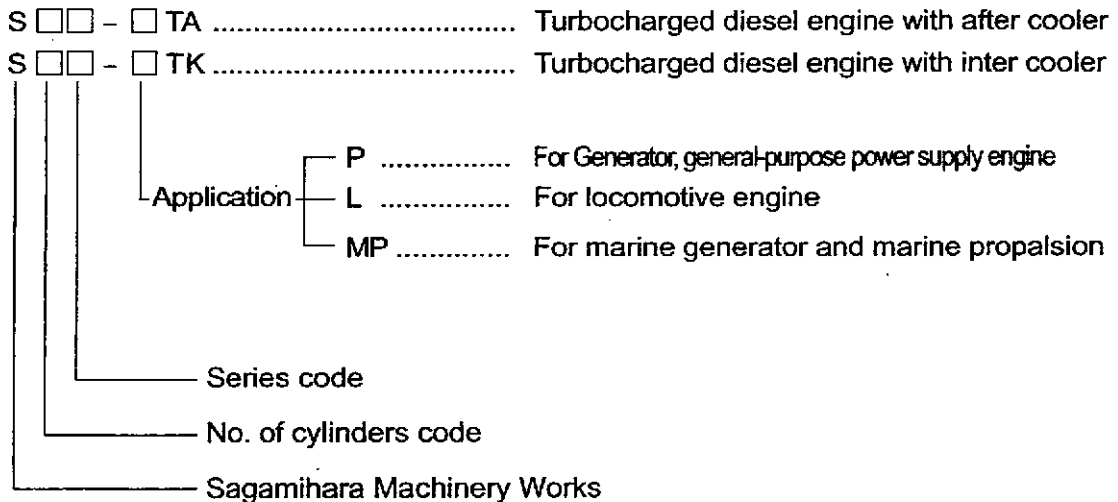 S □□ – □ TA .................................... Turbocharged diesel engine with after cooler
S □□ – □ TK .................................... Turbocharged diesel engine with inter cooler
P .............. For Generator, general-purpose power supply engine
Application L .............. For locomotive engine
MP .............. For marine generator and marine propalsion
Series code
No. of cylinders code
Sagamihara Machinery Works